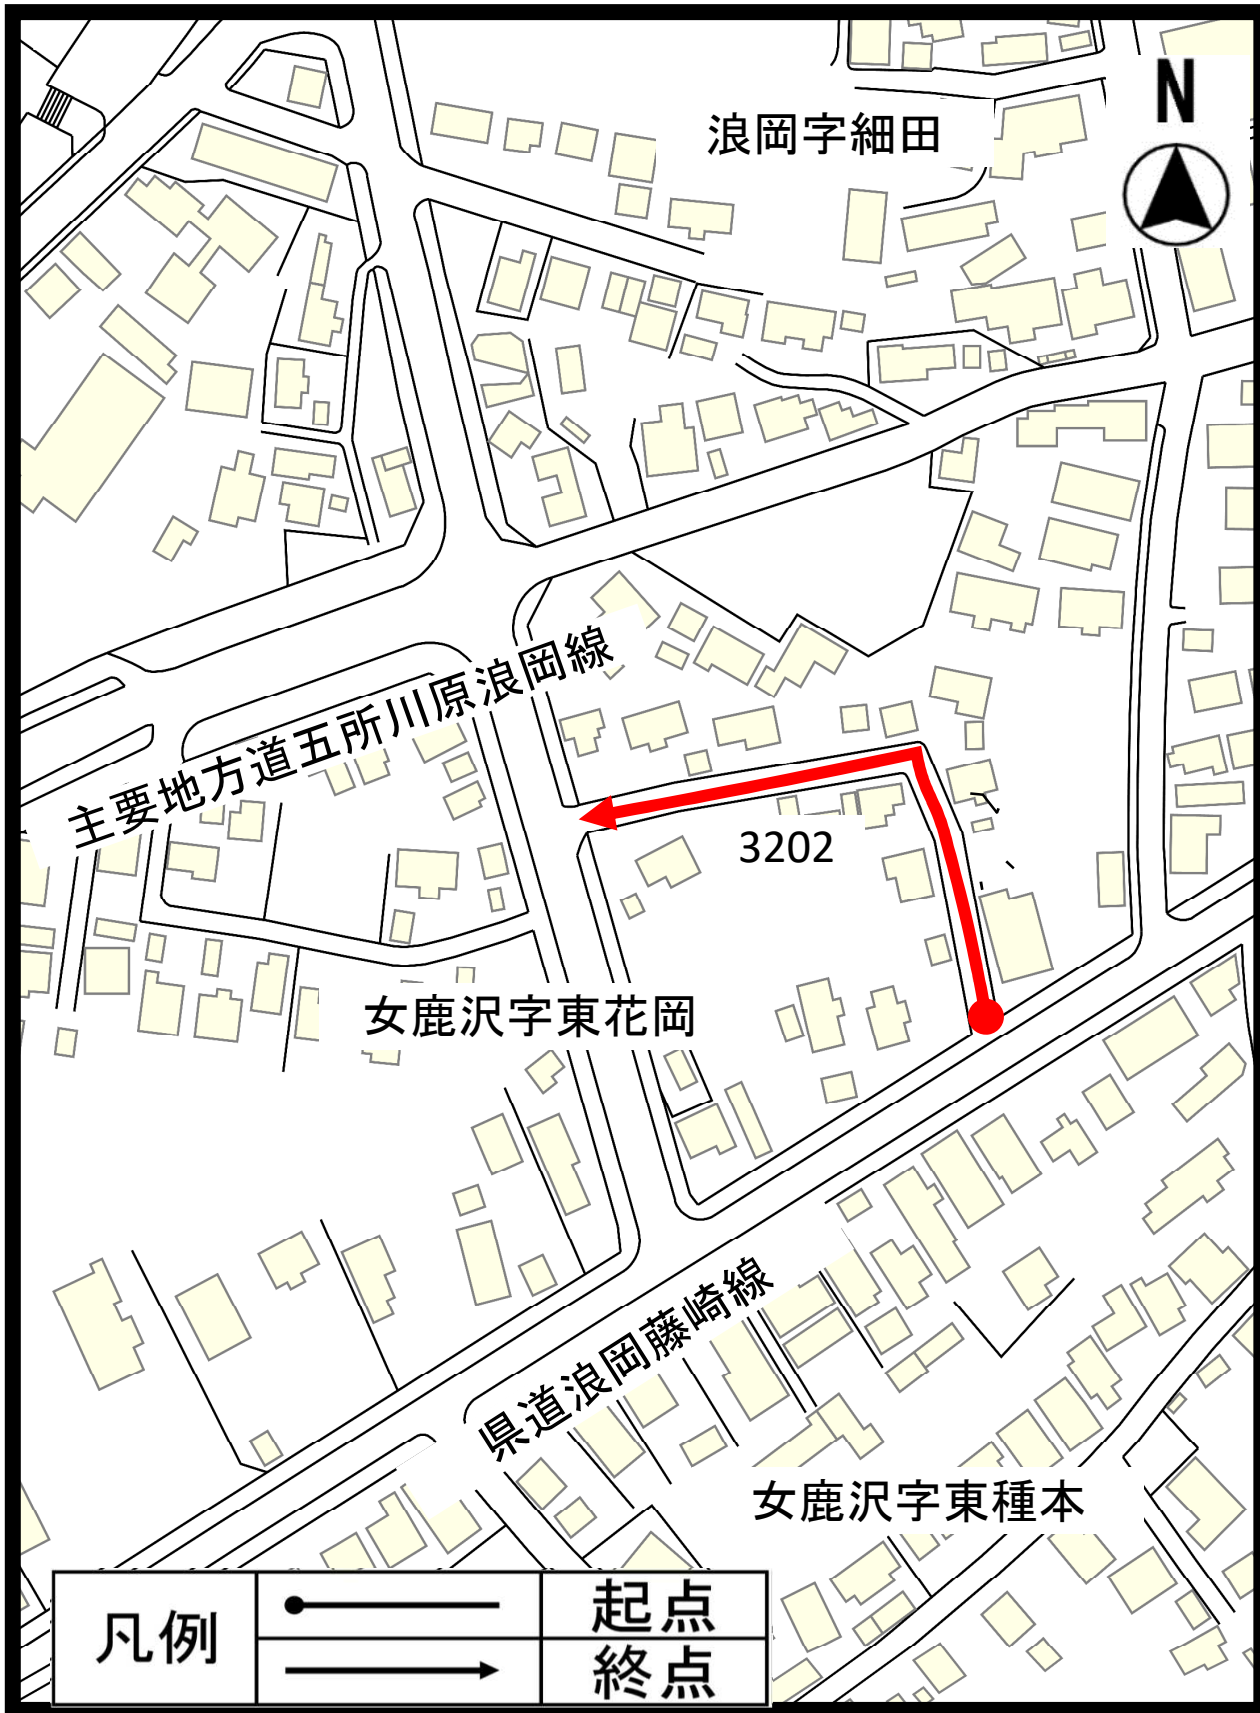 N
浪岡字細田
主要地方道五所川原浪岡線
3202
女鹿沢字東花岡
県道浪岡藤崎線
女鹿沢字東種本
凡例
起点
終点